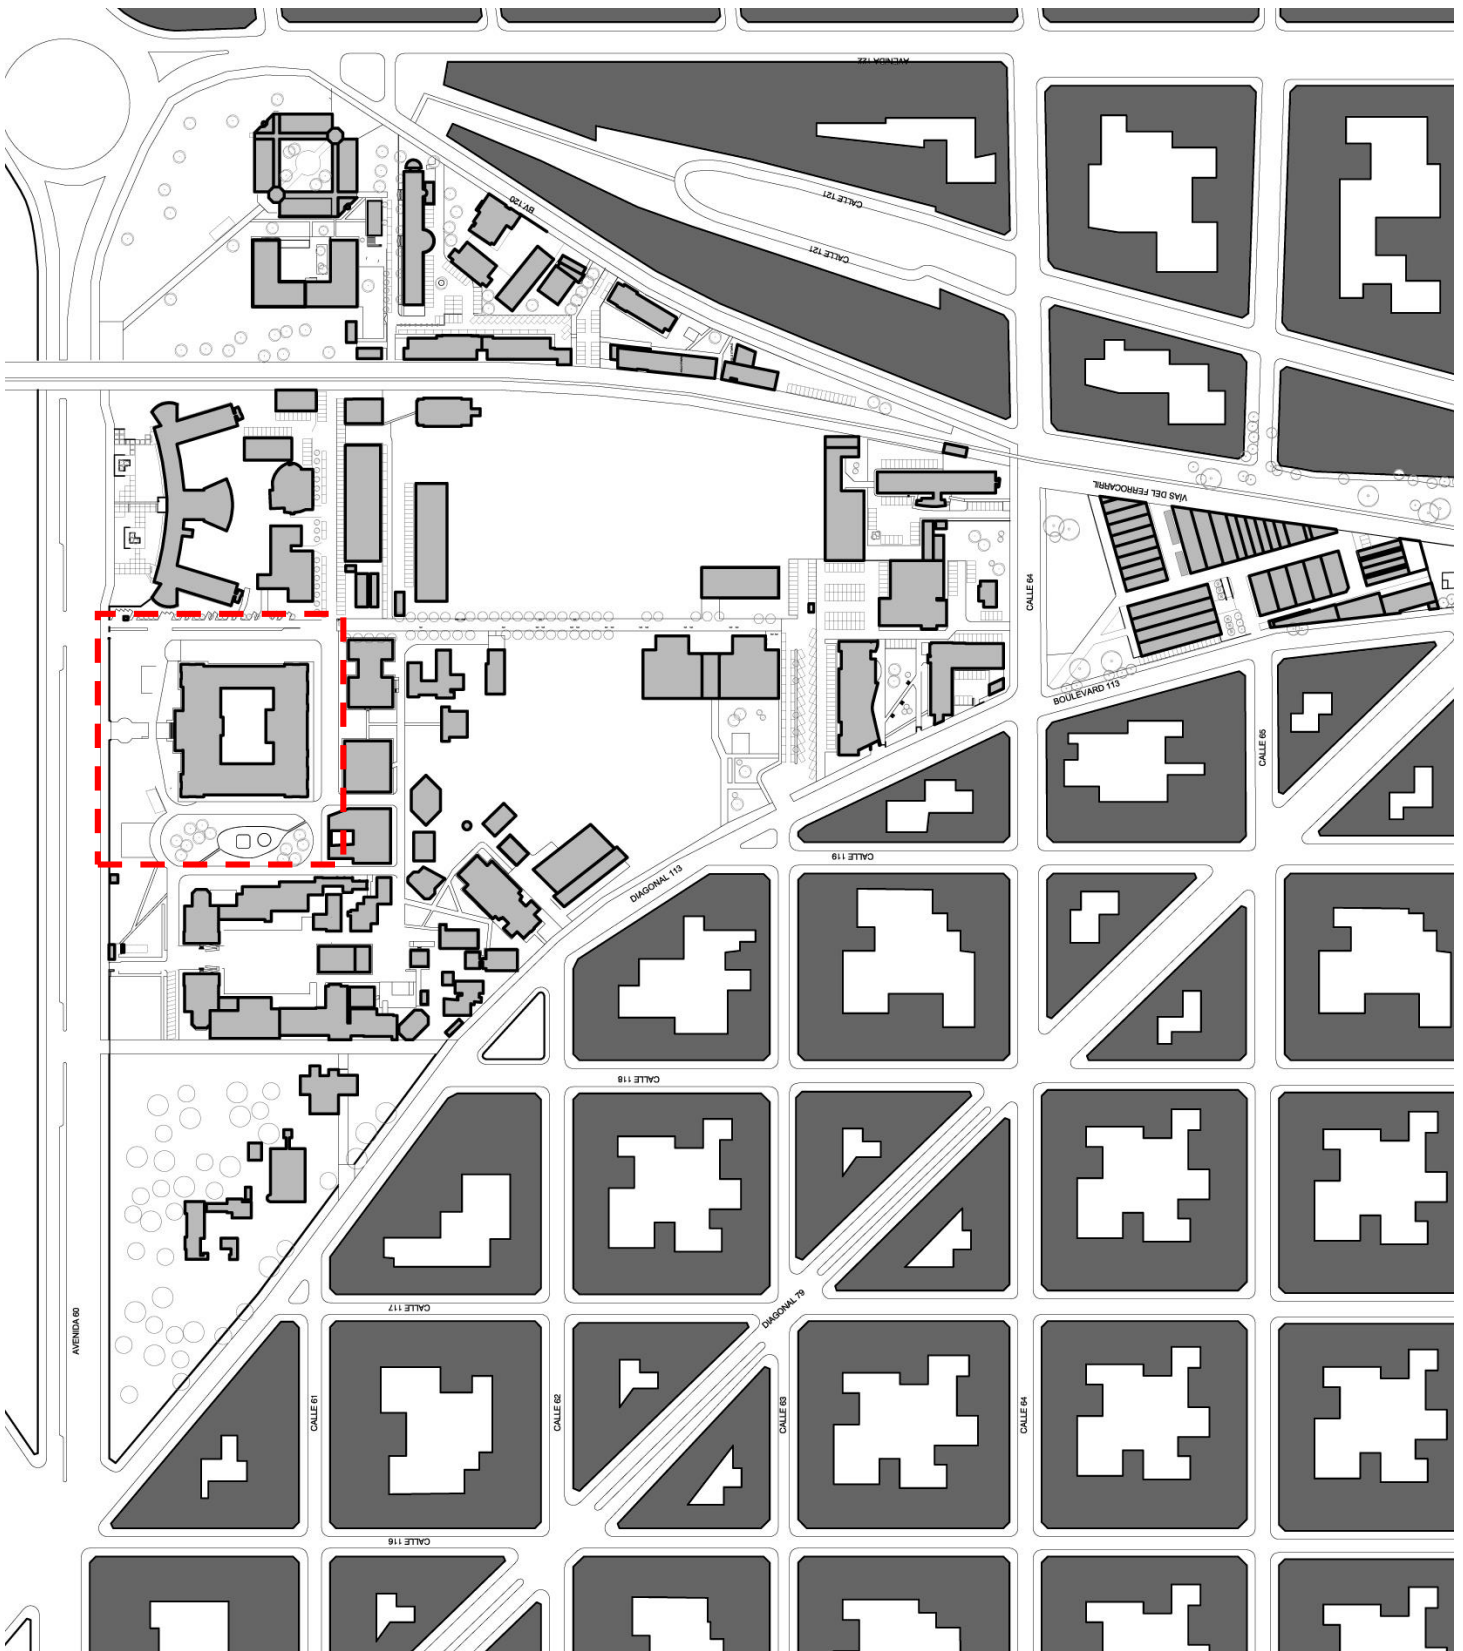 AVENIDA 122
CALLE 121
BV.120
CALLE 121
VÍAS DEL FERROCARRIL
CALLE 64
BOULEVARD 113
CALLE 65
CALLE 119
DIAGONAL 113
CALLE 118
DIAGONAL 79
CALLE 117
AVENIDA 60
CALLE 61
CALLE 62
CALLE 63
CALLE 64
CALLE 116